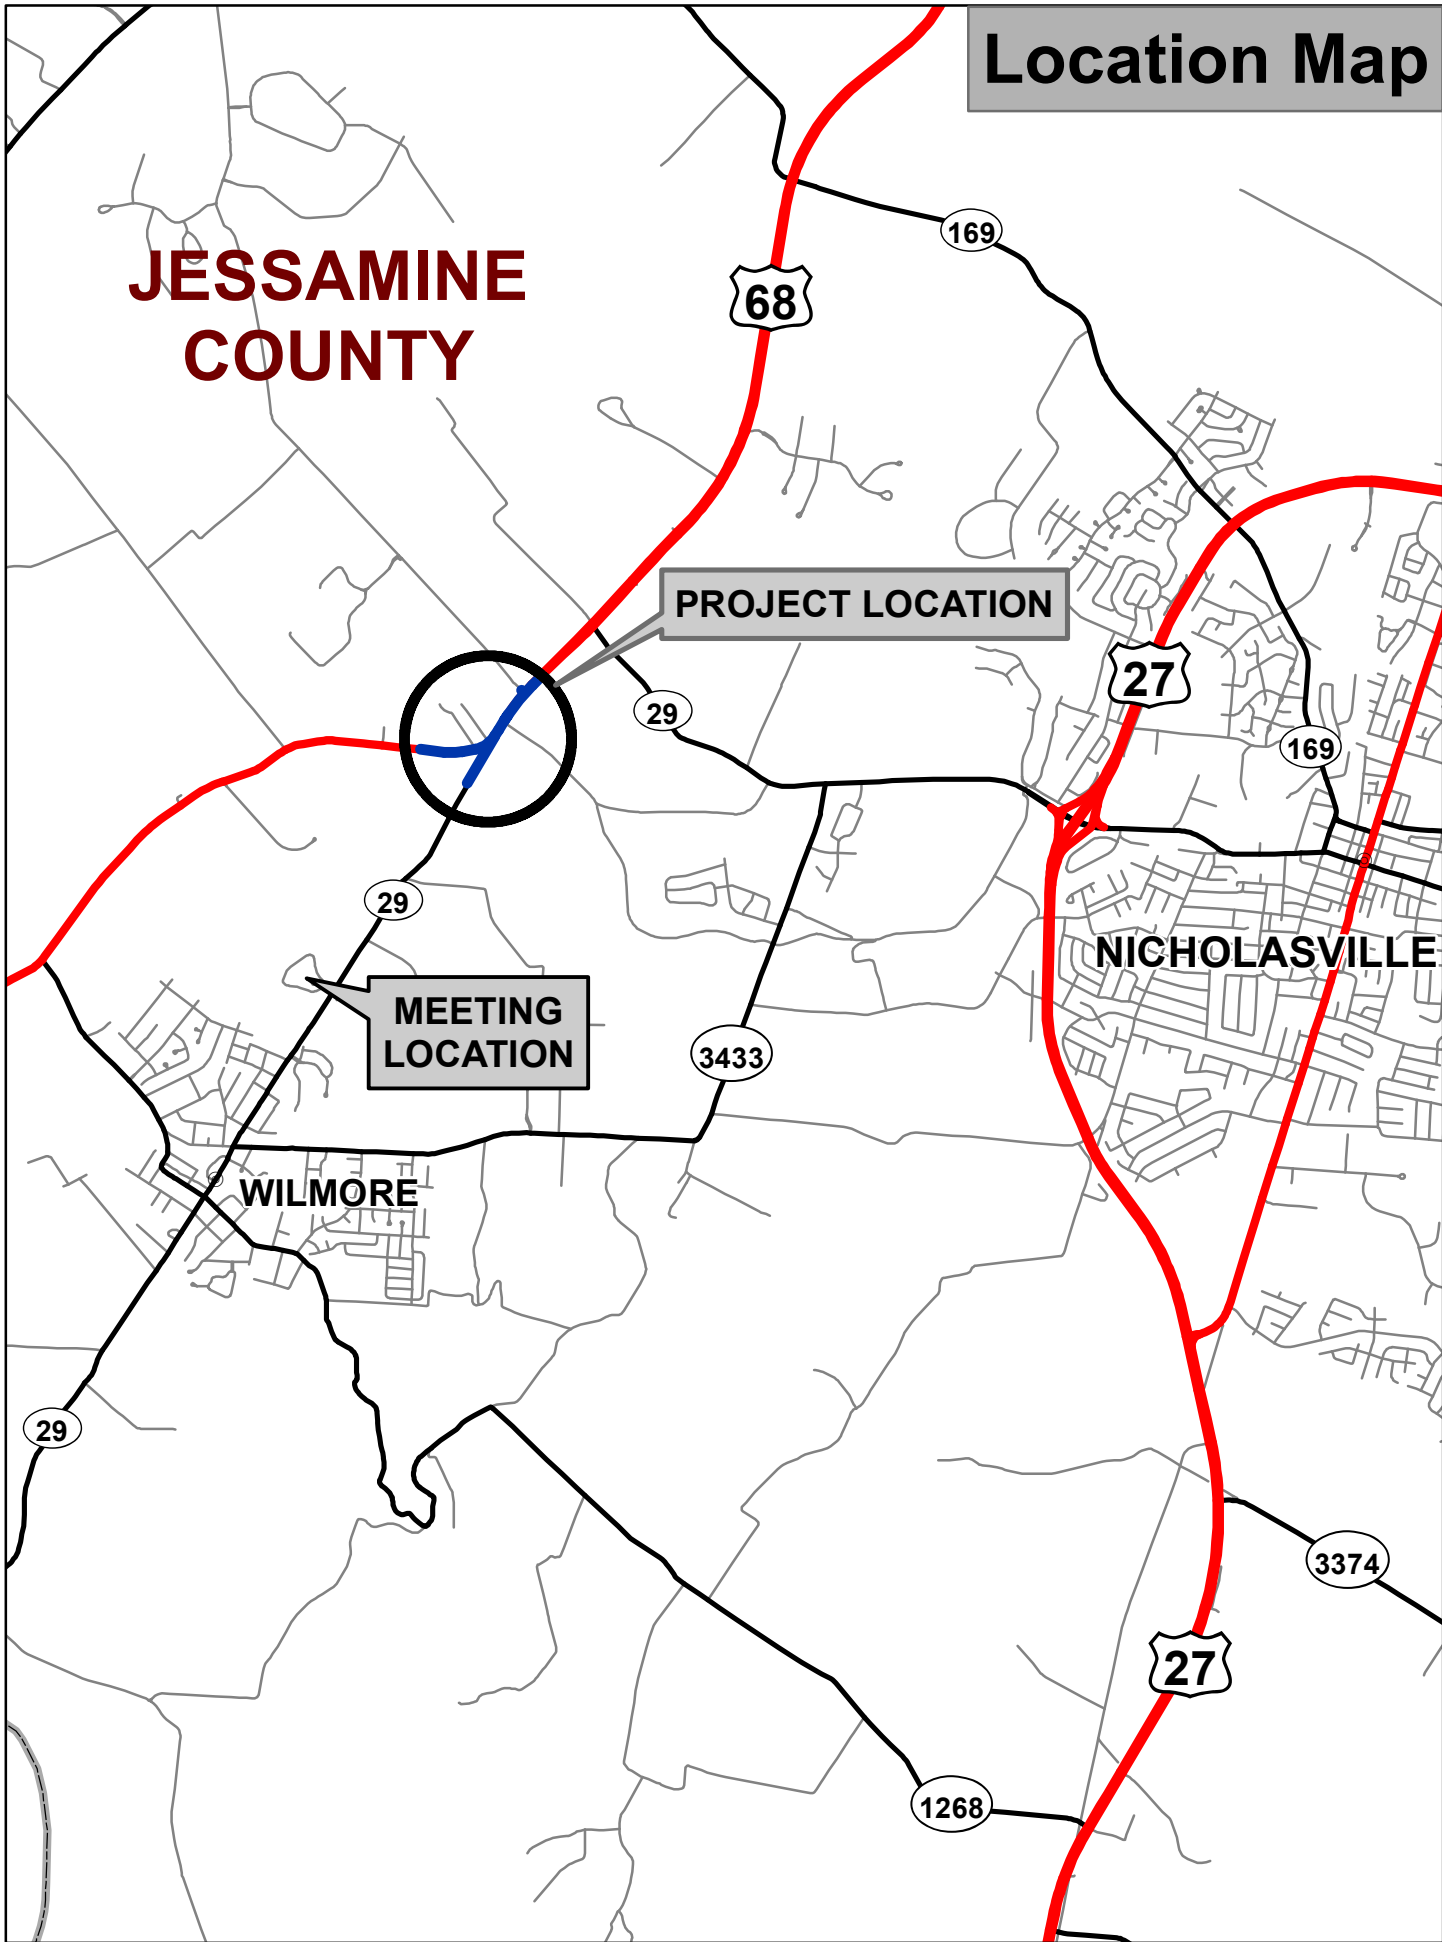 Location Map
169
JESSAMINE
COUNTY
68
PROJECT LOCATION
27
29
169
29
NICHOLASVILLE
MEETING
LOCATION
3433
WILMORE
29
3374
27
1268